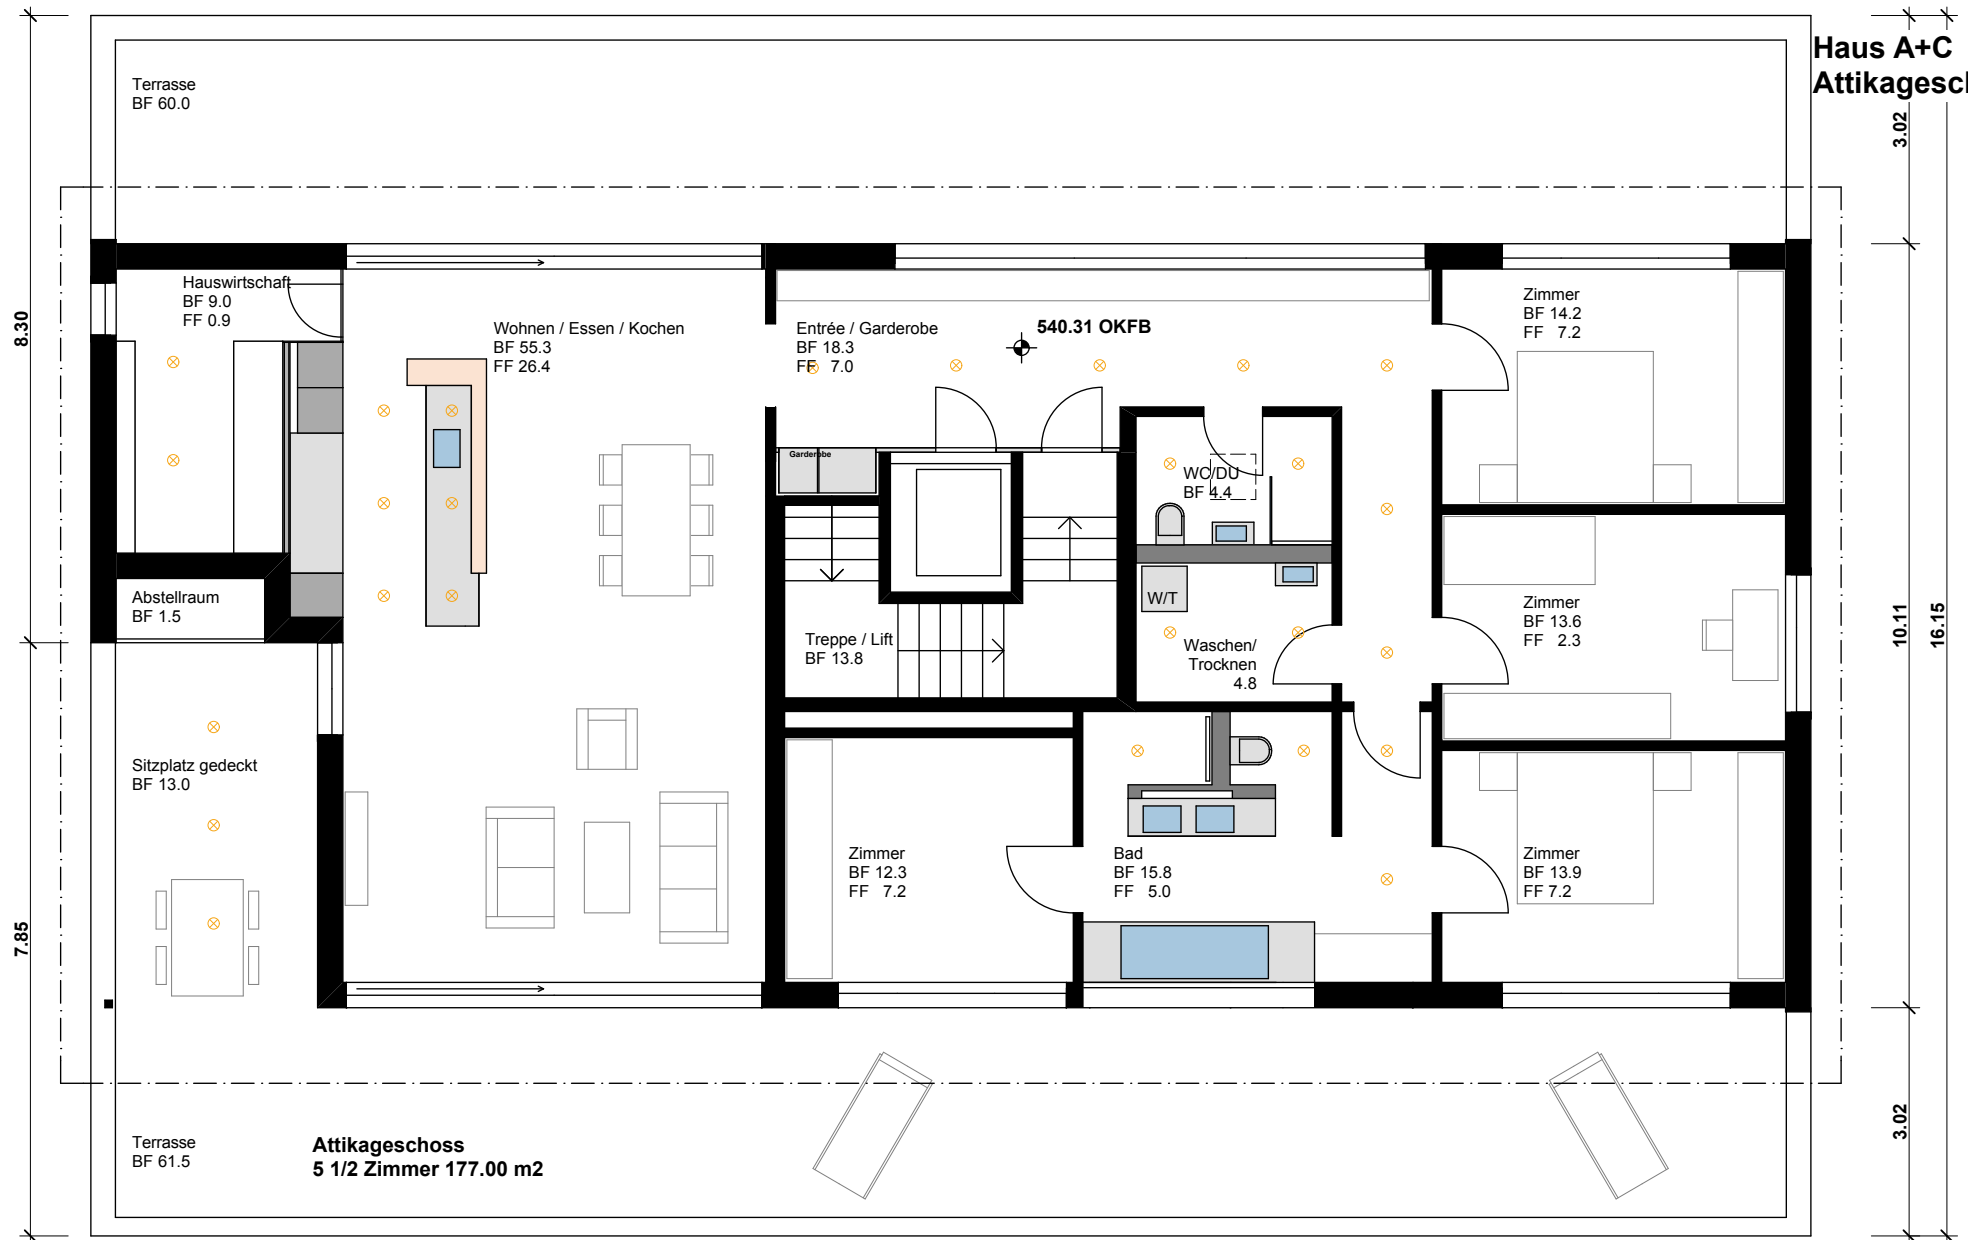 Haus A+C
Attikagesch
Terrasse
BF 60.0
3.02
Hauswirtschaft
BF 9.0
FF 0.9
Wohnen / Essen / Kochen
BF 55.3
FF 26.4
Entrée / Garderobe
BF 18.3
FF 7.0
540.31 OKFB
Zimmer
BF 14.2
FF 7.2
8.30
Garderobe
WC/DU
BF 4.4
Abstellraum
BF 1.5
W/T
Treppe / Lift
BF 13.8
Waschen/
Trocknen
4.8
Zimmer
BF 13.6
FF 2.3
10.11
16.15
Sitzplatz gedeckt
BF 13.0
Zimmer
BF 12.3
FF 7.2
Bad
BF 15.8
FF 5.0
Zimmer
BF 13.9
FF 7.2
7.85
3.02
Terrasse
BF 61.5
Attikageschoss
5 1/2 Zimmer 177.00 m2